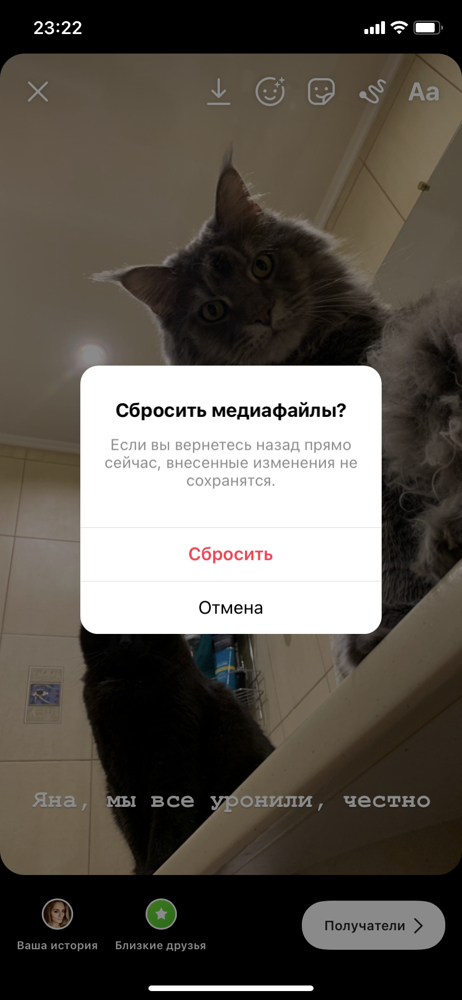 23:22
Aa
Сбросить медиафайлы?
Если вы вернетесь назад прямо
сейчас, внесенные изменения не
сохранятся.
Сбросить
Отмена
Яна, мы все уронили, честно
Ваша история
Близкие друзья
Получатели